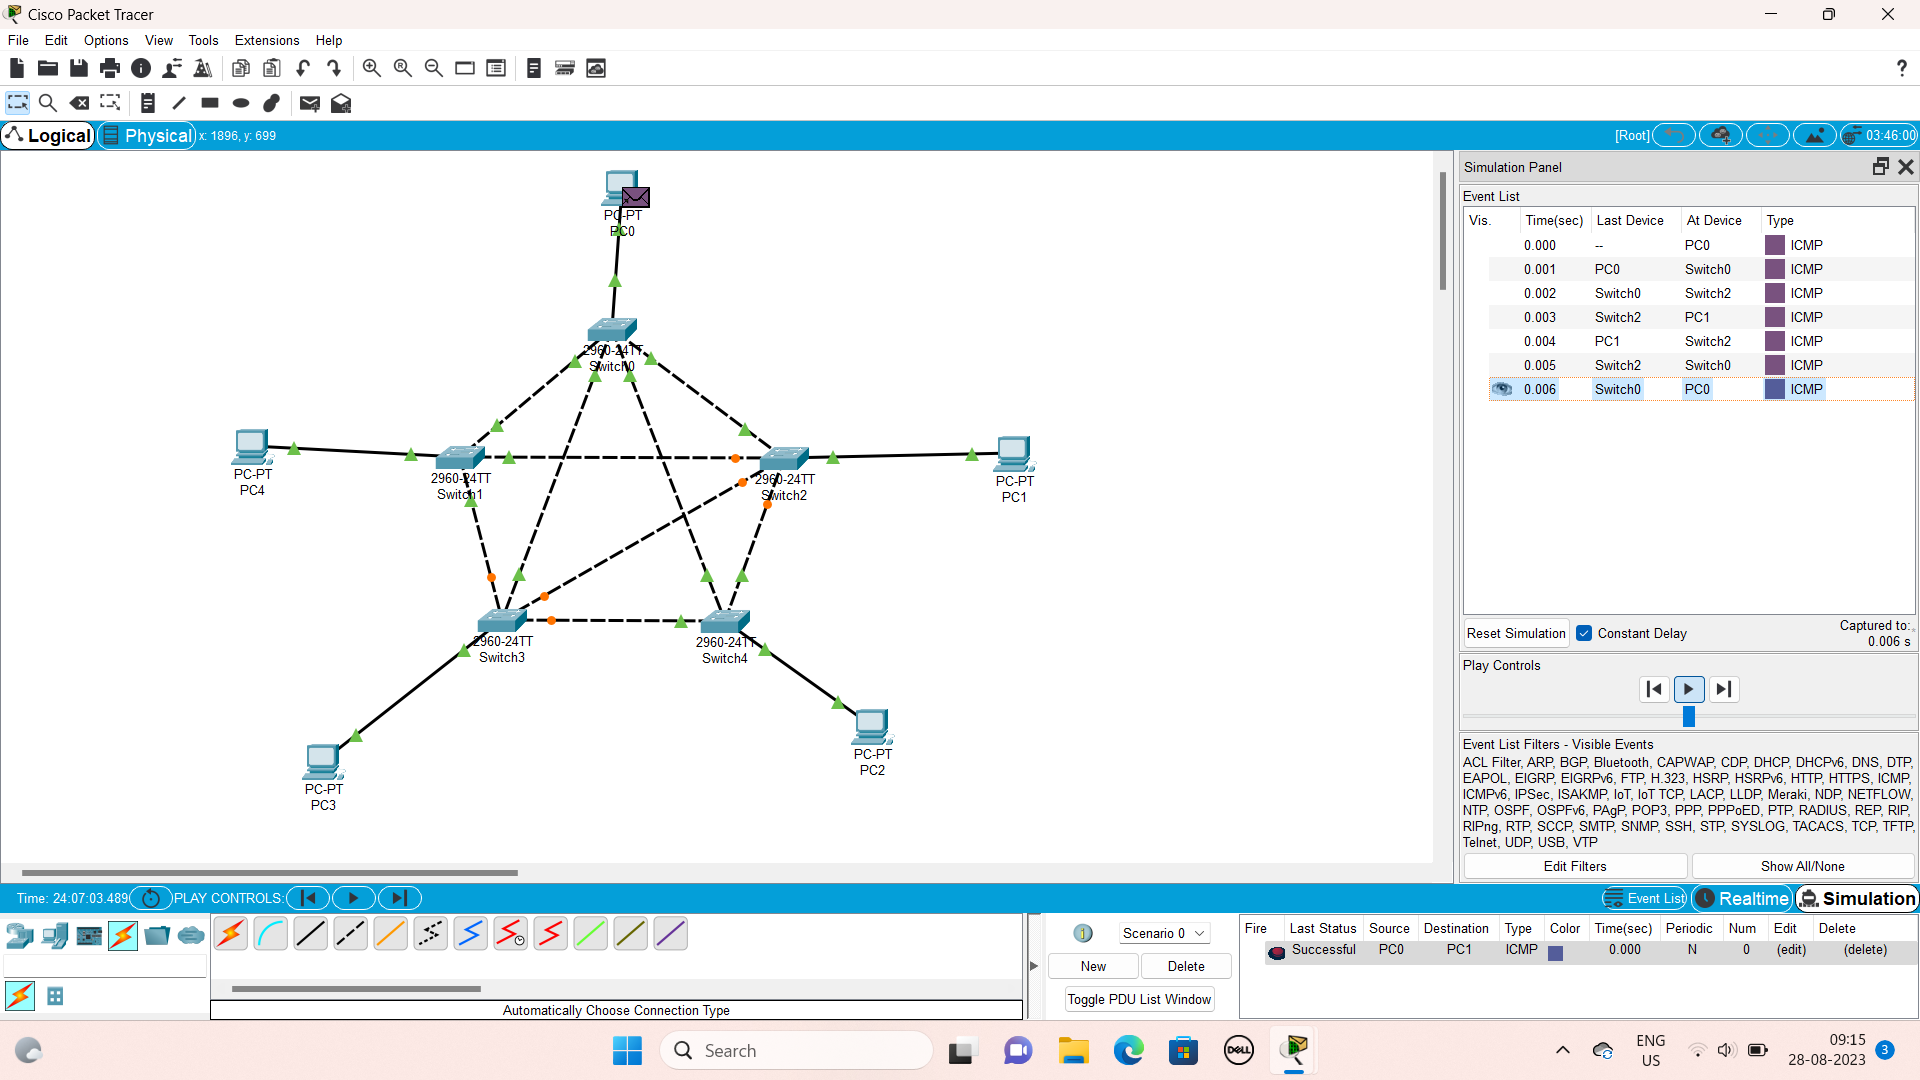 Cisco Packet Tracer
File Edit Options View Tools Extensions Help
?
Logical Physical x: 1896, y: 699 [Root] 03:46:00
PC-PT
PC0
2960-24TT
Switch0
PC-PT
PC4
2960-24TT
Switch1
2960-24TT
Switch2
PC-PT
PC1
2960-24TT
Switch3
2960-24TT
Switch4
PC-PT
PC2
PC-PT
PC3
Simulation Panel
Event List
Vis. Time(sec) Last Device At Device Type
0.000 -- PC0 ICMP
0.001 PC0 Switch0 ICMP
0.002 Switch0 Switch2 ICMP
0.003 Switch2 PC1 ICMP
0.004 PC1 Switch2 ICMP
0.005 Switch2 Switch0 ICMP
0.006 Switch0 PC0 ICMP
Reset Simulation Constant Delay Captured to:
0.006 s
Play Controls
Event List Filters - Visible Events
ACL Filter, ARP, BGP, Bluetooth, CAPWAP, CDP, DHCP, DHCPv6, DNS, DTP,
EAPOL, EIGRP, EIGRPv6, FTP, H.323, HSRP, HSRPv6, HTTP, HTTPS, ICMP,
ICMPv6, IPSec, ISAKMP, IoT, IoT TCP, LACP, LLDP, Meraki, NDP, NETFLOW,
NTP, OSPF, OSPFv6, PAgP, POP3, PPP, PPPoED, PTP, RADIUS, REP, RIP,
RIPng, RTP, SCCP, SMTP, SNMP, SSH, STP, SYSLOG, TACACS, TCP, TFTP,
Telnet, UDP, USB, VTP
Edit Filters Show All/None
Time: 24:07:03.489 PLAY CONTROLS: Event List Realtime Simulation
Automatically Choose Connection Type
Scenario 0
New Delete
Toggle PDU List Window
Fire Last Status Source Destination Type Color Time(sec) Periodic Num Edit Delete
Successful PC0 PC1 ICMP 0.000 N 0 (edit) (delete)
Search
DELL
ENG
US
09:15
28-08-2023
3